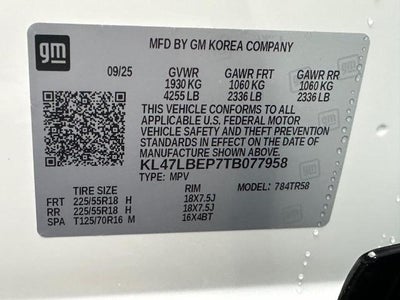 gm
MFD BY GM KOREA COMPANY
09/25 GVWR GAWR FRT GAWR RR
1930 KG 1060 KG 1060 KG
4255 LB 2336 LB 2336 LB
THIS VEHICLE CONFORMS TO ALL
APPLICABLE U.S. FEDERAL MOTOR
VEHICLE SAFETY AND THEFT PREVENTION
STANDARDS IN EFFECT ON THE DATE OF
MANUFACTURE SHOWN ABOVE.
KL47LBEP7TB077958
TYPE: MPV MODEL: 784TR58
TIRE SIZE RIM
FRT 225/55R18 H 18X7.5J
RR 225/55R18 H 18X7.5J
SPA T125/70R16 M 16X4BT